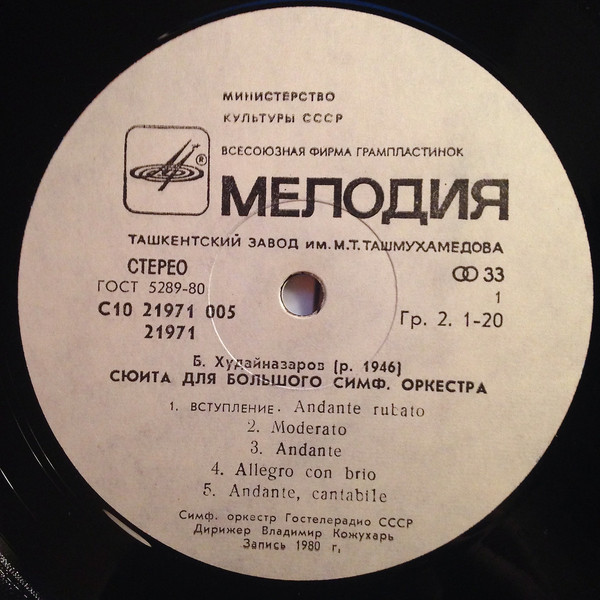 МИНИСТЕРСТВО
КУЛЬТУРЫ СССР
ВСЕСОЮЗНАЯ ФИРМА ГРАМПЛАСТИНОК
®
МЕЛОДИЯ
ТАШКЕНТСКИЙ ЗАВОД ИМ. М.Т. ТАШМУХАМЕДОВА
СТЕРЕО
ГОСТ 5289-80
С10 21971 005
21971
33
1
Гр. 2. 1-20
Б. Худайназаров (р. 1946)
СЮИТА ДЛЯ БОЛЬШОГО СИМФ. ОРКЕСТРА
1. ВСТУПЛЕНИЕ. Andante rubato
2. Moderato
3. Andante
4. Allegro con brio
5. Andante, cantabile
Симф. оркестр Гостелерадио СССР
Дирижер Владимир Кожухарь
Запись 1980 г.